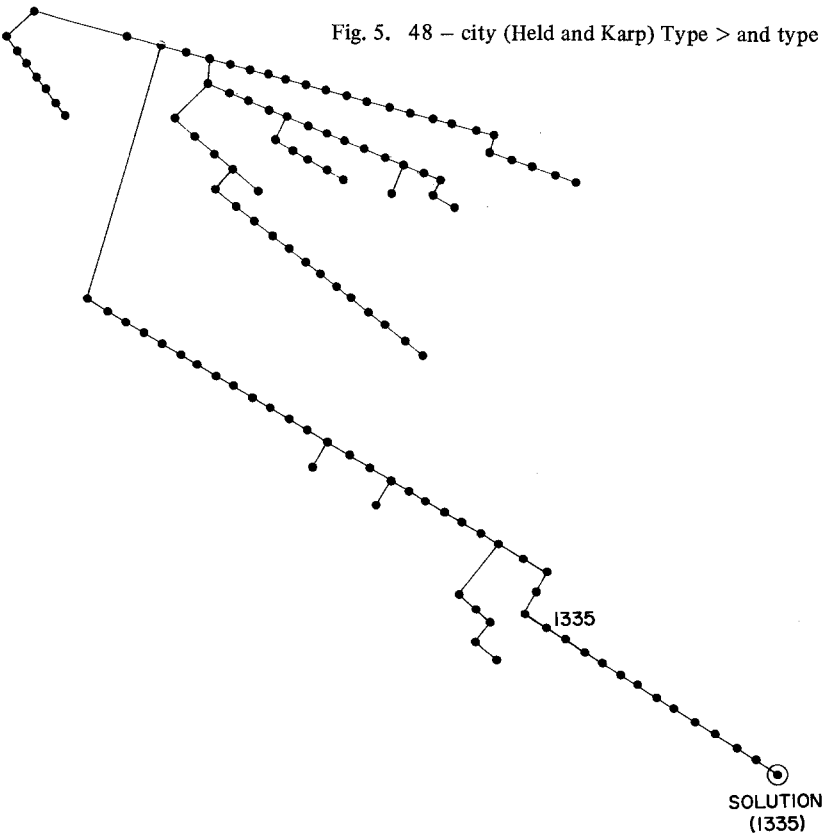 Fig. 5. 48 – city (Held and Karp) Type > and type
1335
SOLUTION
(1335)